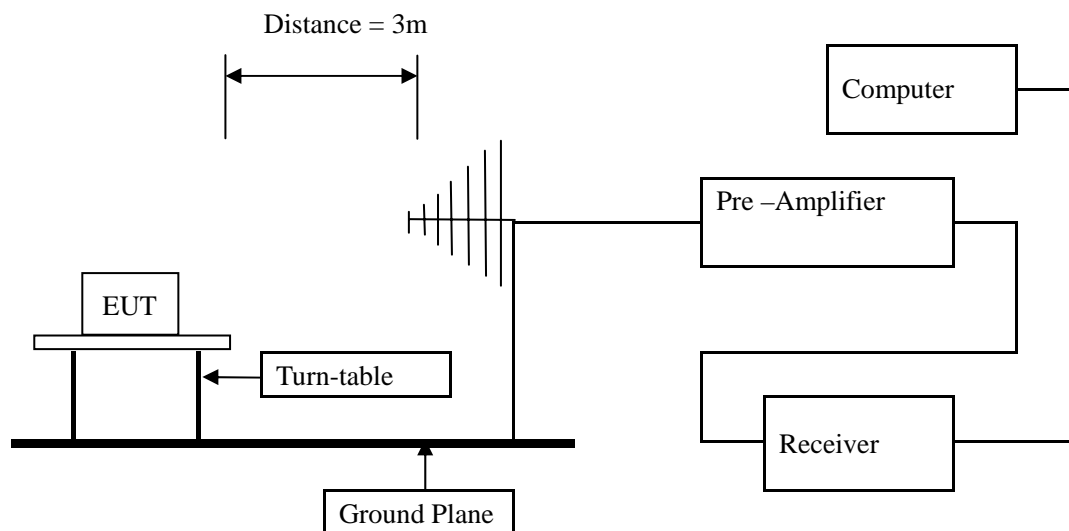 Distance = 3m
Computer
Pre –Amplifier
EUT
Turn-table
Receiver
Ground Plane